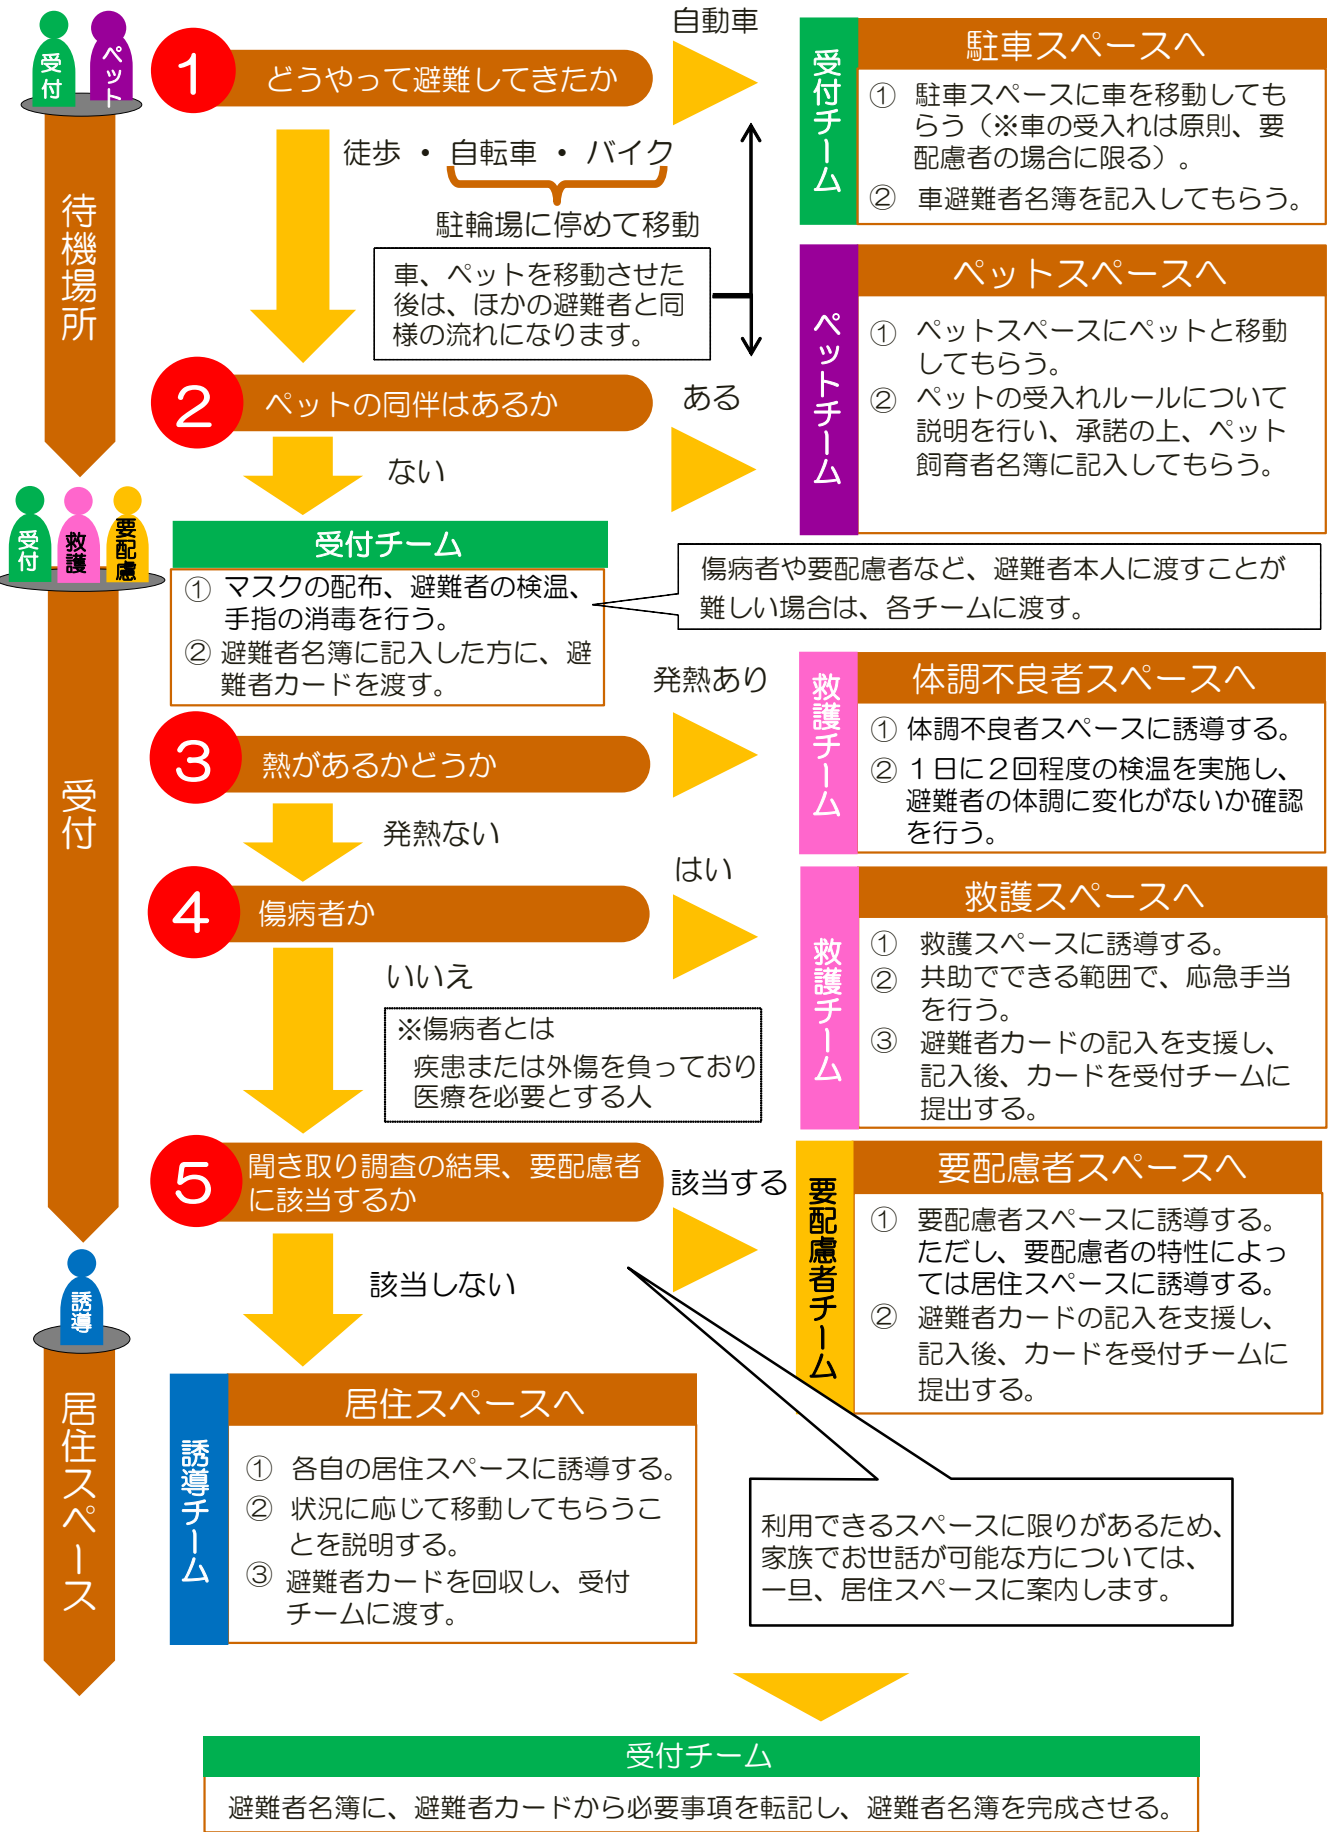 受付
ペット
待機場所
1
どうやって避難してきたか
自動車
受付チーム
駐車スペースへ
① 駐車スペースに車を移動しても
らう（※車の受入れは原則、要
配慮者の場合に限る）。
② 車避難者名簿を記入してもらう。
徒歩 ・ 自転車 ・ バイク
駐輪場に停めて移動
車、ペットを移動させた
後は、ほかの避難者と同
様の流れになります。
2
ペットの同伴はあるか
ある
ない
ペットチーム
ペットスペースへ
① ペットスペースにペットと移動
してもらう。
② ペットの受入れルールについて
説明を行い、承諾の上、ペット
飼育者名簿に記入してもらう。
受付
救護
要配慮
受付
受付チーム
① マスクの配布、避難者の検温、
手指の消毒を行う。
② 避難者名簿に記入した方に、避
難者カードを渡す。
傷病者や要配慮者など、避難者本人に渡すことが
難しい場合は、各チームに渡す。
3
熱があるかどうか
発熱あり
発熱ない
救護チーム
体調不良者スペースへ
① 体調不良者スペースに誘導する。
② １日に２回程度の検温を実施し、
避難者の体調に変化がないか確認
を行う。
4
傷病者か
はい
いいえ
※傷病者とは
疾患または外傷を負っており
医療を必要とする人
救護チーム
救護スペースへ
① 救護スペースに誘導する。
② 共助でできる範囲で、応急手当
を行う。
③ 避難者カードの記入を支援し、
記入後、カードを受付チームに
提出する。
5
聞き取り調査の結果、要配慮者
に該当するか
該当する
該当しない
要配慮者チーム
要配慮者スペースへ
① 要配慮者スペースに誘導する。
ただし、要配慮者の特性によっ
ては居住スペースに誘導する。
② 避難者カードの記入を支援し、
記入後、カードを受付チームに
提出する。
誘導
居住スペース
誘導チーム
居住スペースへ
① 各自の居住スペースに誘導する。
② 状況に応じて移動してもらうこ
とを説明する。
③ 避難者カードを回収し、受付
チームに渡す。
利用できるスペースに限りがあるため、
家族でお世話が可能な方については、
一旦、居住スペースに案内します。
受付チーム
避難者名簿に、避難者カードから必要事項を転記し、避難者名簿を完成させる。